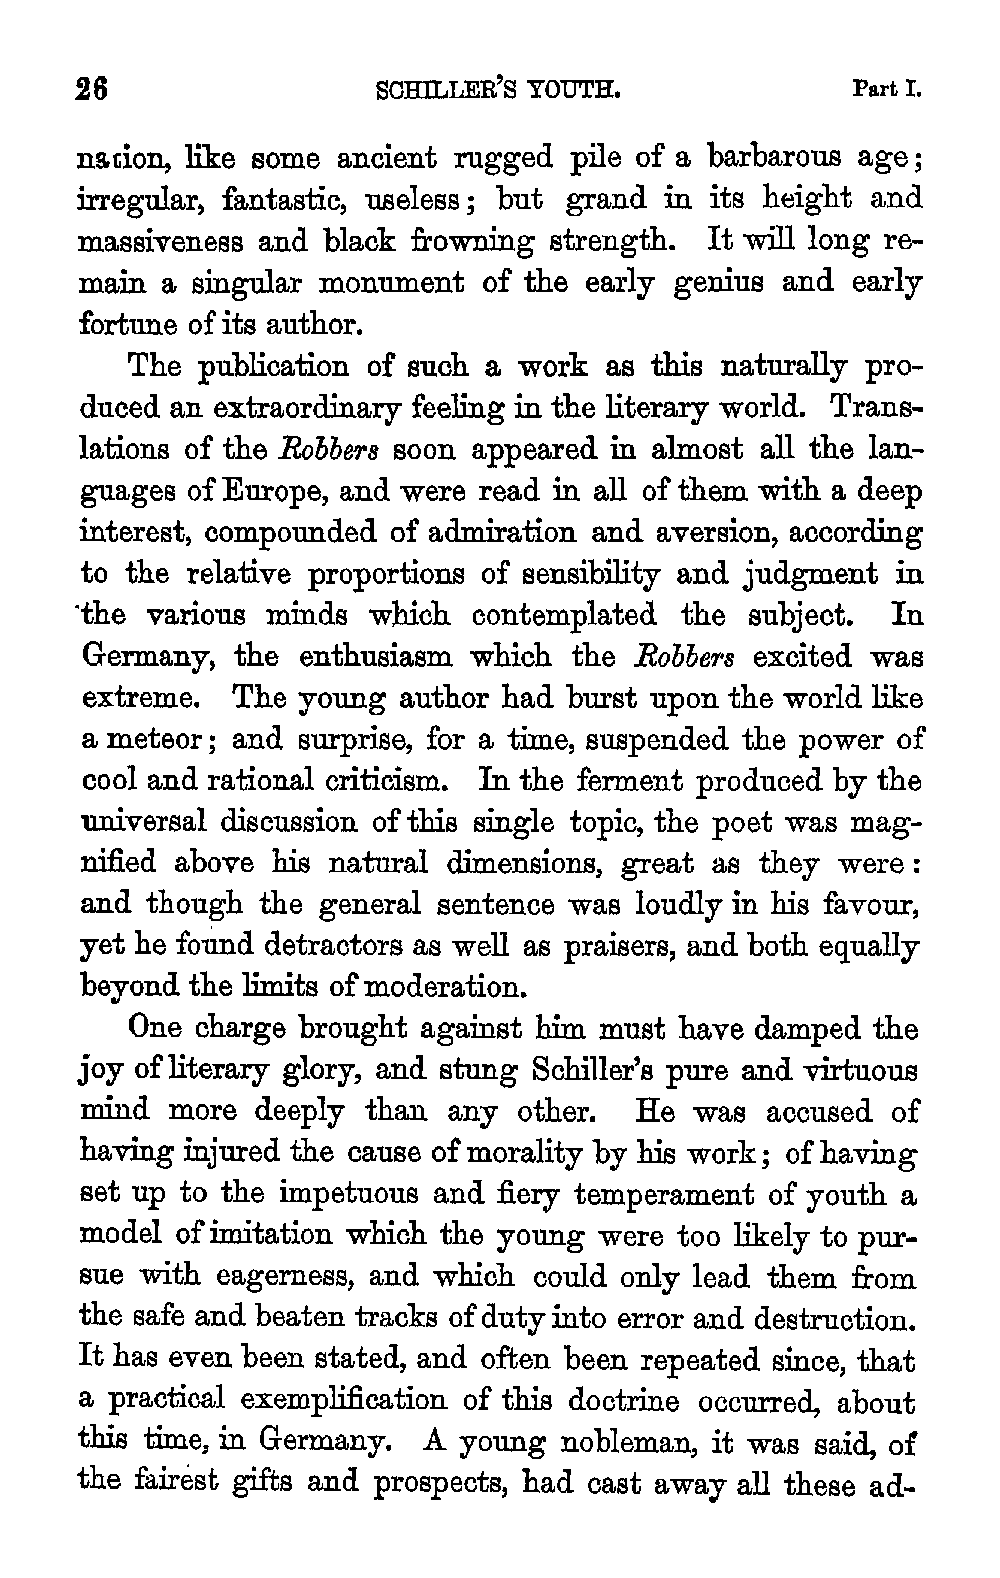 26 SCHILLER'S YOUTH. Part I.
nation, like some ancient rugged pile of a barbarous age;
irregular, fantastic, useless; but grand in its height and
massiveness and black frowning strength. It will long re-
main a singular monument of the early genius and early
fortune of its author.
The publication of such a work as this naturally pro-
duced an extraordinary feeling in the literary world. Trans-
lations of the Robbers soon appeared in almost all the lan-
guages of Europe, and were read in all of them with a deep
interest, compounded of admiration and aversion, according
to the relative proportions of sensibility and judgment in
the various minds which contemplated the subject. In
Germany, the enthusiasm which the Robbers excited was
extreme. The young author had burst upon the world like
a meteor; and surprise, for a time, suspended the power of
cool and rational criticism. In the ferment produced by the
universal discussion of this single topic, the poet was mag-
nified above his natural dimensions, great as they were:
and though the general sentence was loudly in his favour,
yet he found detractors as well as praisers, and both equally
beyond the limits of moderation.
One charge brought against him must have damped the
joy of literary glory, and stung Schiller's pure and virtuous
mind more deeply than any other. He was accused of
having injured the cause of morality by his work; of having
set up to the impetuous and fiery temperament of youth a
model of imitation which the young were too likely to pur-
sue with eagerness, and which could only lead them from
the safe and beaten tracks of duty into error and destruction.
It has even been stated, and often been repeated since, that
a practical exemplification of this doctrine occurred, about
this time, in Germany. A young nobleman, it was said, of
the fairest gifts and prospects, had cast away all these ad-